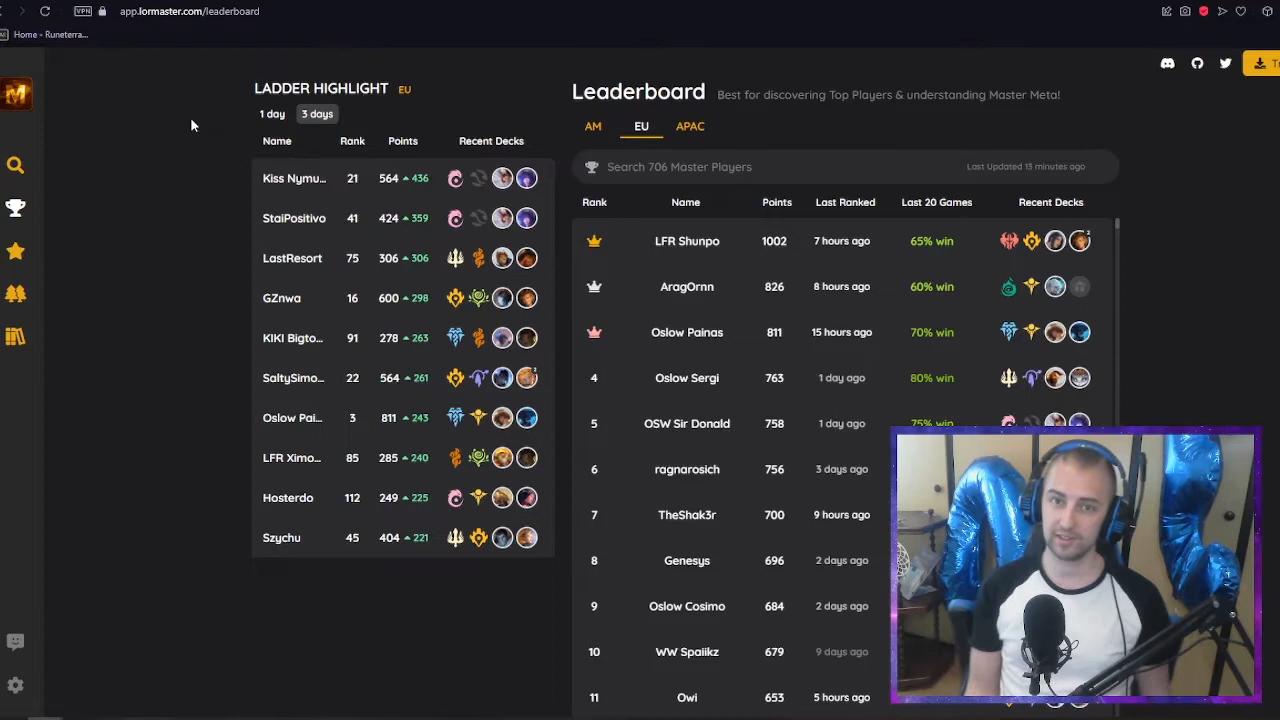 VPN app.lormaster.com/leaderboard
Home - Runeterra...
LADDER HIGHLIGHT EU
1 day 3 days
Name Rank Points Recent Decks
Kiss Nymu... 21 564 436
StaiPositivo 41 424 359
LastResort 75 306 306
GZnwa 16 600 298
KIKI Bigto... 91 278 263
SaltySimo... 22 564 261
Oslow Pai... 3 811 243
LFR Ximo... 85 285 240
Hosterdo 112 249 225
Szychu 45 404 221
Leaderboard Best for discovering Top Players & understanding Master Meta!
AM EU APAC
Search 706 Master Players Last Updated 13 minutes ago
Rank Name Points Last Ranked Last 20 Games Recent Decks
LFR Shunpo 1002 7 hours ago 65% win
AragOrnn 826 8 hours ago 60% win
Oslow Painas 811 15 hours ago 70% win
4 Oslow Sergi 763 1 day ago 80% win
5 OSW Sir Donald 758 1 day ago 75% win
6 ragnarosich 756 3 days ago
7 TheShak3r 700 9 hours ago
8 Genesys 696 2 days ago
9 Oslow Cosimo 684 2 days ago
10 WW Spaiikz 679 9 days ago
11 Owi 653 5 hours ago